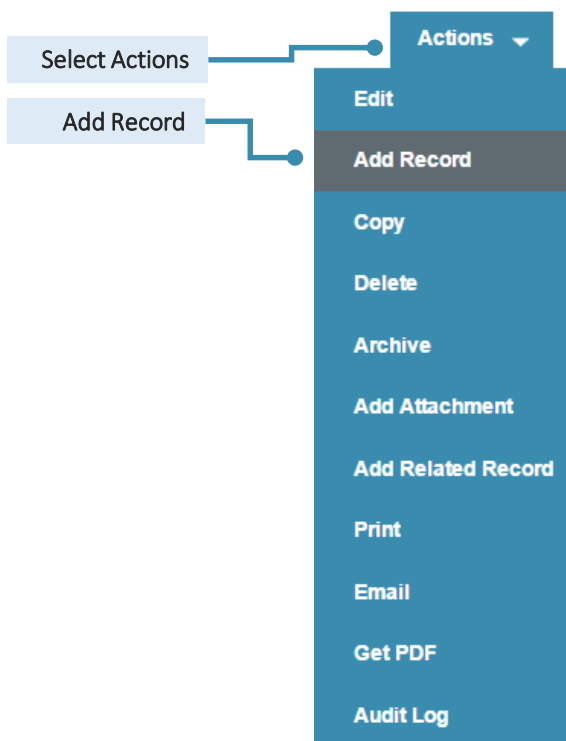 Actions
Select Actions
Edit
Add Record
Add Record
Copy
Delete
Archive
Add Attachment
Add Related Record
Print
Email
Get PDF
Audit Log